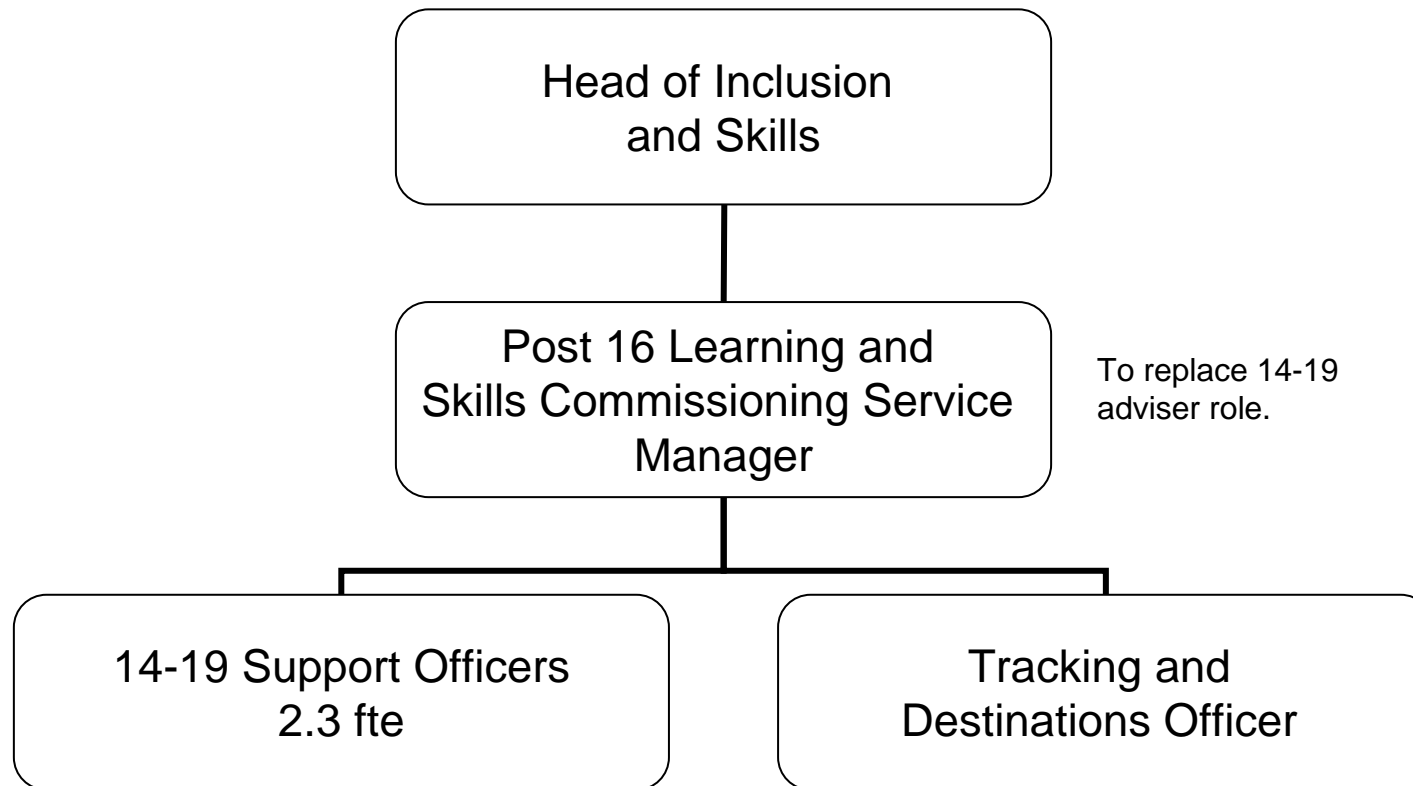 Head of Inclusion
and Skills
Post 16 Learning and
Skills Commissioning Service
Manager
To replace 14-19
adviser role.
14-19 Support Officers
2.3 fte
Tracking and
Destinations Officer